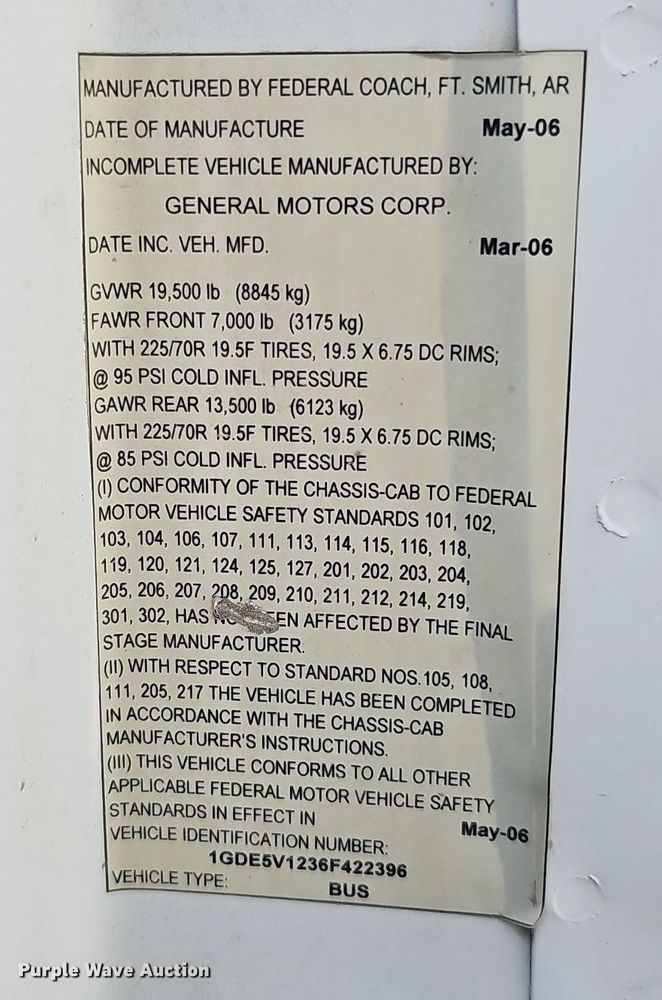 MANUFACTURED BY FEDERAL COACH, FT. SMITH, AR
DATE OF MANUFACTURE May-06
INCOMPLETE VEHICLE MANUFACTURED BY:
GENERAL MOTORS CORP.
DATE INC. VEH. MFD. Mar-06
GVWR 19,500 lb (8845 kg)
FAWR FRONT 7,000 lb (3175 kg)
WITH 225/70R 19.5F TIRES, 19.5 X 6.75 DC RIMS;
@ 95 PSI COLD INFL. PRESSURE
GAWR REAR 13,500 lb (6123 kg)
WITH 225/70R 19.5F TIRES, 19.5 X 6.75 DC RIMS;
@ 85 PSI COLD INFL. PRESSURE
(I) CONFORMITY OF THE CHASSIS-CAB TO FEDERAL
MOTOR VEHICLE SAFETY STANDARDS 101, 102,
103, 104, 106, 107, 111, 113, 114, 115, 116, 118,
119, 120, 121, 124, 125, 127, 201, 202, 203, 204,
205, 206, 207, 208, 209, 210, 211, 212, 214, 219,
301, 302, HAS AFFECTED BY THE FINAL
STAGE MANUFACTURER.
(II) WITH RESPECT TO STANDARD NOS.105, 108,
111, 205, 217 THE VEHICLE HAS BEEN COMPLETED
IN ACCORDANCE WITH THE CHASSIS-CAB
MANUFACTURER'S INSTRUCTIONS.
(III) THIS VEHICLE CONFORMS TO ALL OTHER
APPLICABLE FEDERAL MOTOR VEHICLE SAFETY
STANDARDS IN EFFECT IN May-06
VEHICLE IDENTIFICATION NUMBER:
1GDE5V1236F422396
VEHICLE TYPE: BUS
Purple Wave Auction